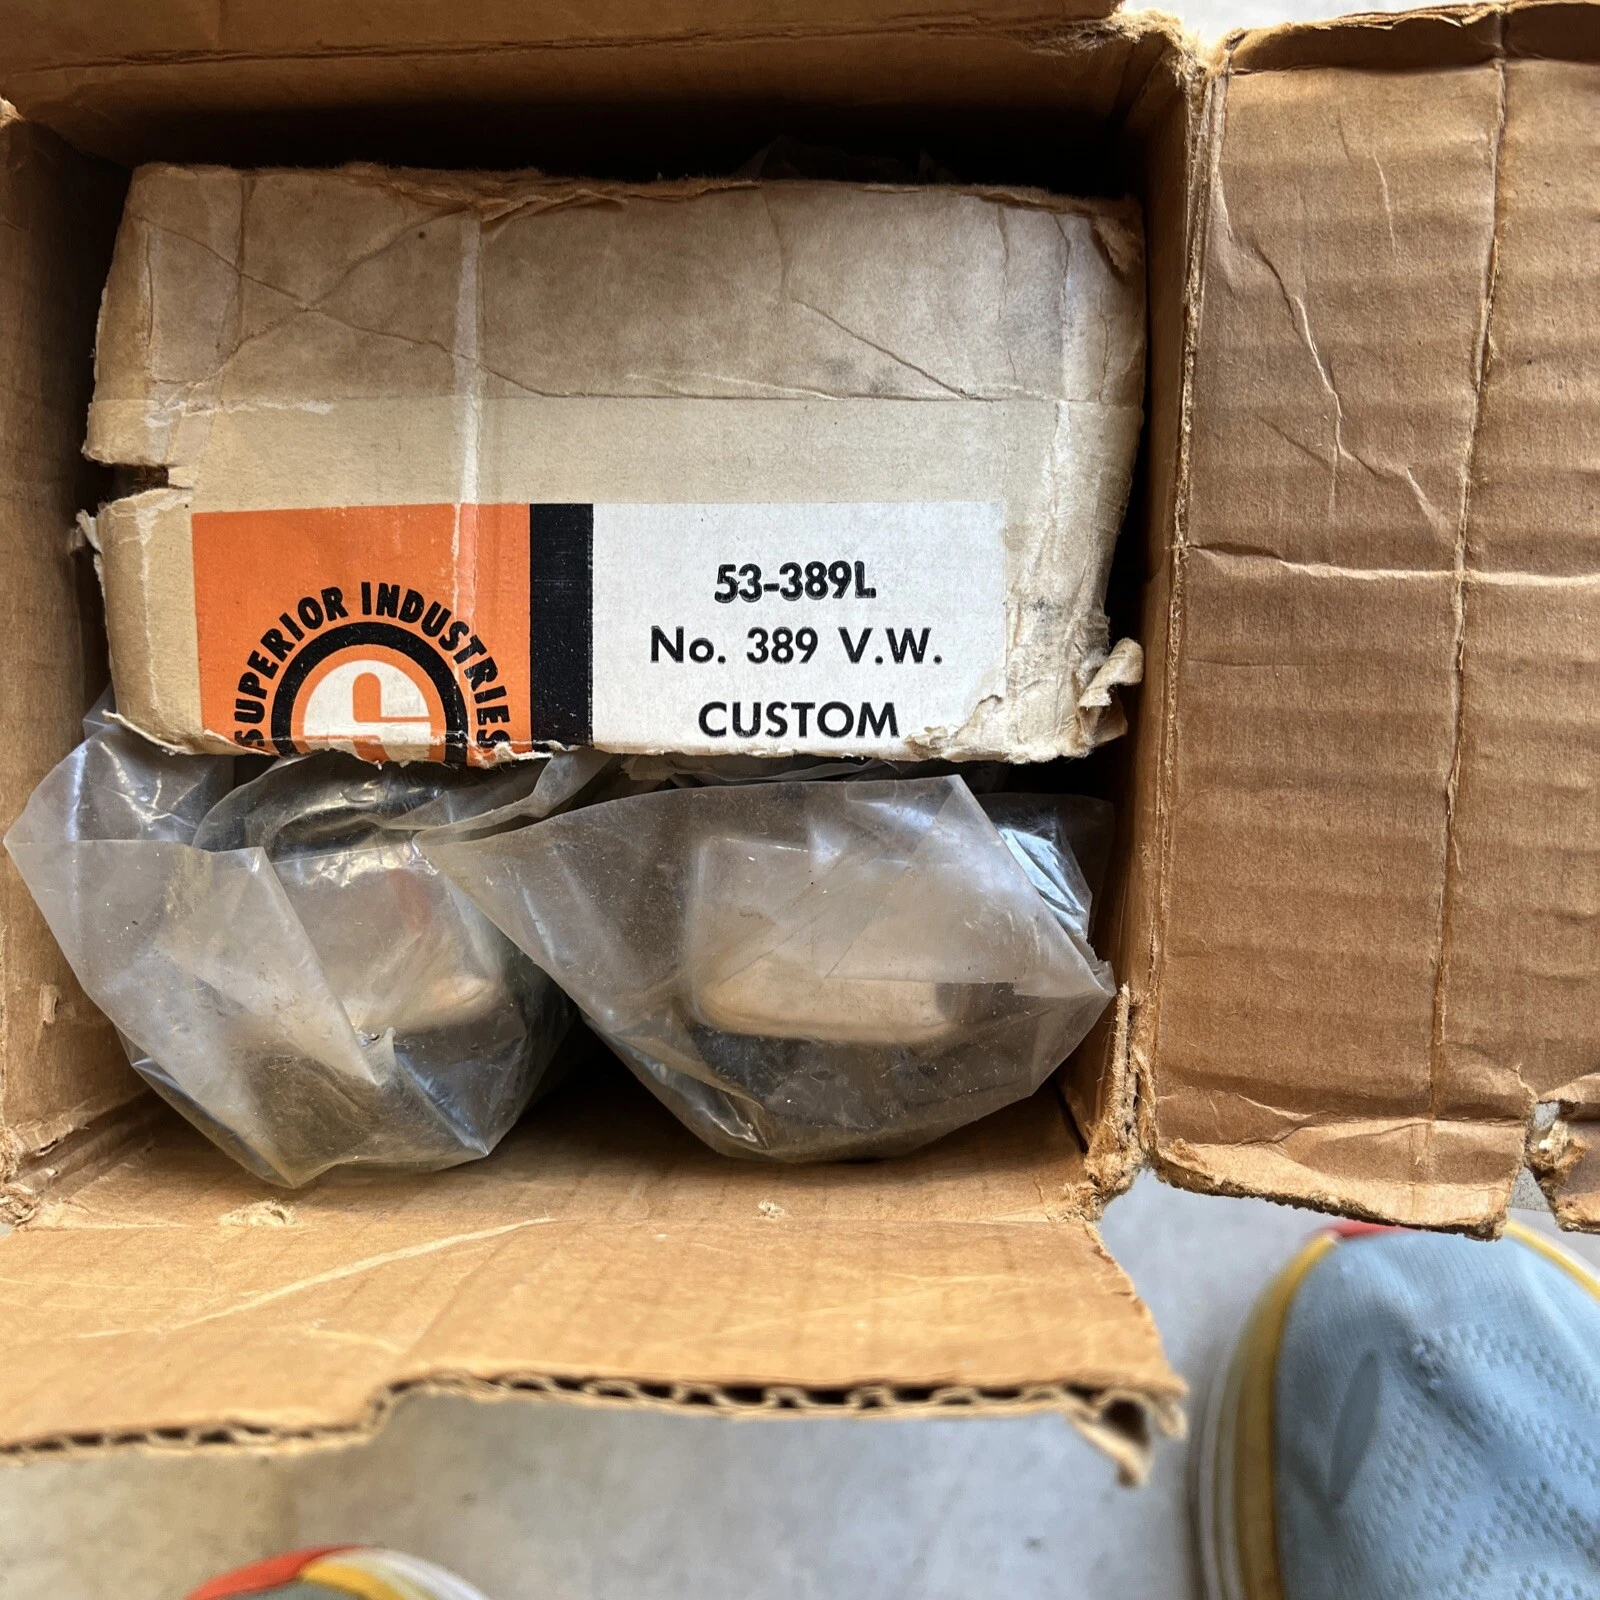 SUPERIOR INDUSTRIES
S
53-389L
No. 389 V.W.
CUSTOM